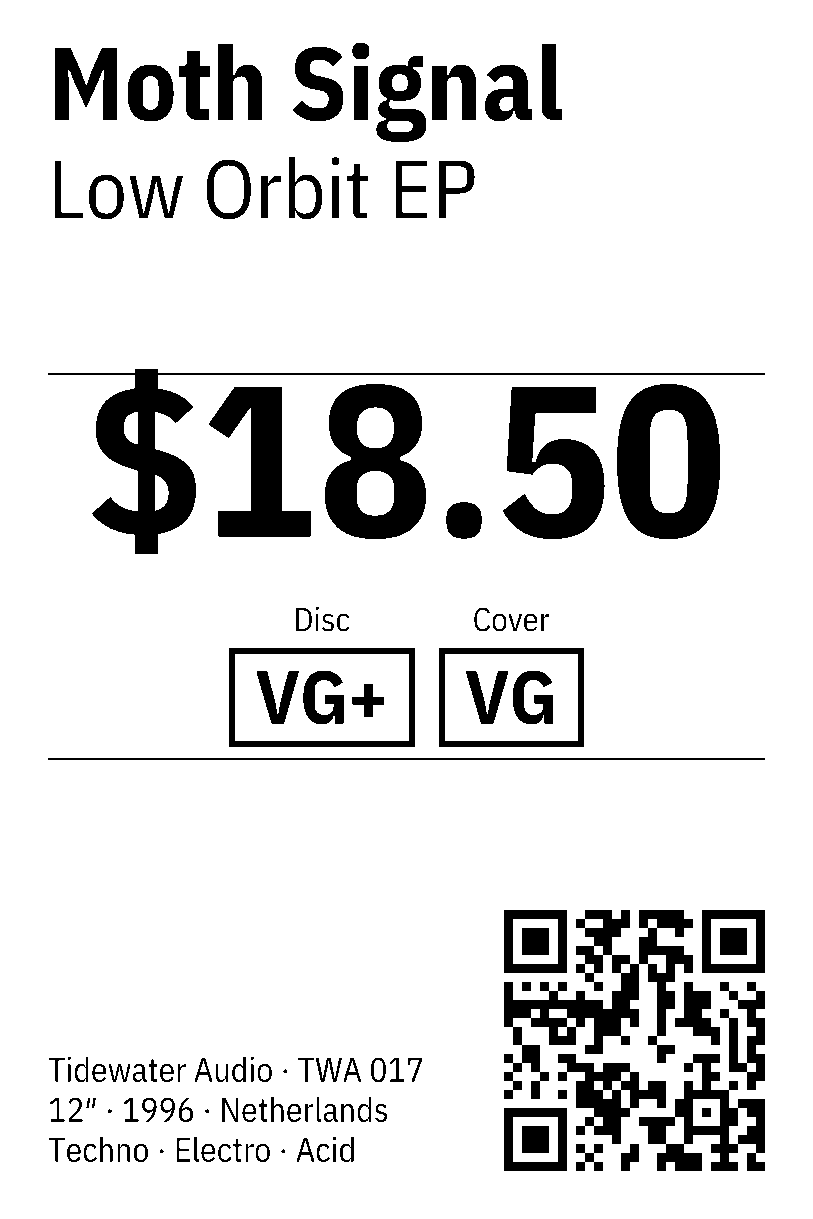 Moth Signal
Low Orbit EP
$18.50
Disc Cover
VG+ VG
Tidewater Audio · TWA 017
12″ · 1996 · Netherlands
Techno · Electro · Acid